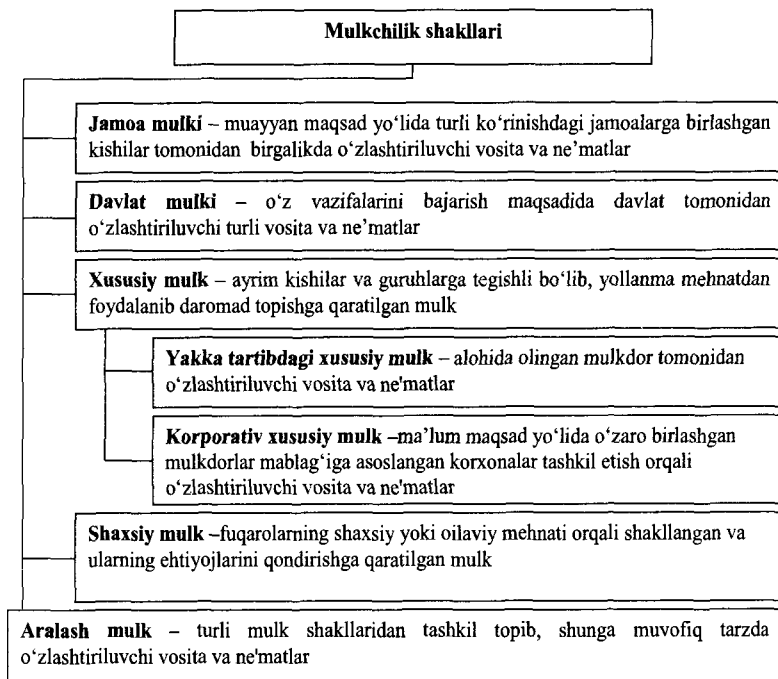 Mulkchilik shakllari
Jamoa mulki – muayyan maqsad yo‘lida turli ko‘rinishdagi jamoalarga birlashgan
kishilar tomonidan birgalikda o‘zlashtiriluvchi vosita va ne’matlar
Davlat mulki – o‘z vazifalarini bajarish maqsadida davlat tomonidan
o‘zlashtiriluvchi turli vosita va ne’matlar
Xususiy mulk – ayrim kishilar va guruhlarga tegishli bo‘lib, yollanma mehnatdan
foydalanib daromad topishga qaratilgan mulk
Yakka tartibdagi xususiy mulk – alohida olingan mulkdor tomonidan
o‘zlashtiriluvchi vosita va ne'matlar
Korporativ xususiy mulk –ma’lum maqsad yo‘lida o‘zaro birlashgan
mulkdorlar mablag‘iga asoslangan korxonalar tashkil etish orqali
o‘zlashtiriluvchi vosita va ne'matlar
Shaxsiy mulk –fuqarolarning shaxsiy yoki oilaviy mehnati orqali shakllangan va
ularning ehtiyojlarini qondirishga qaratilgan mulk
Aralash mulk – turli mulk shakllaridan tashkil topib, shunga muvofiq tarzda
o‘zlashtiriluvchi vosita va ne'matlar